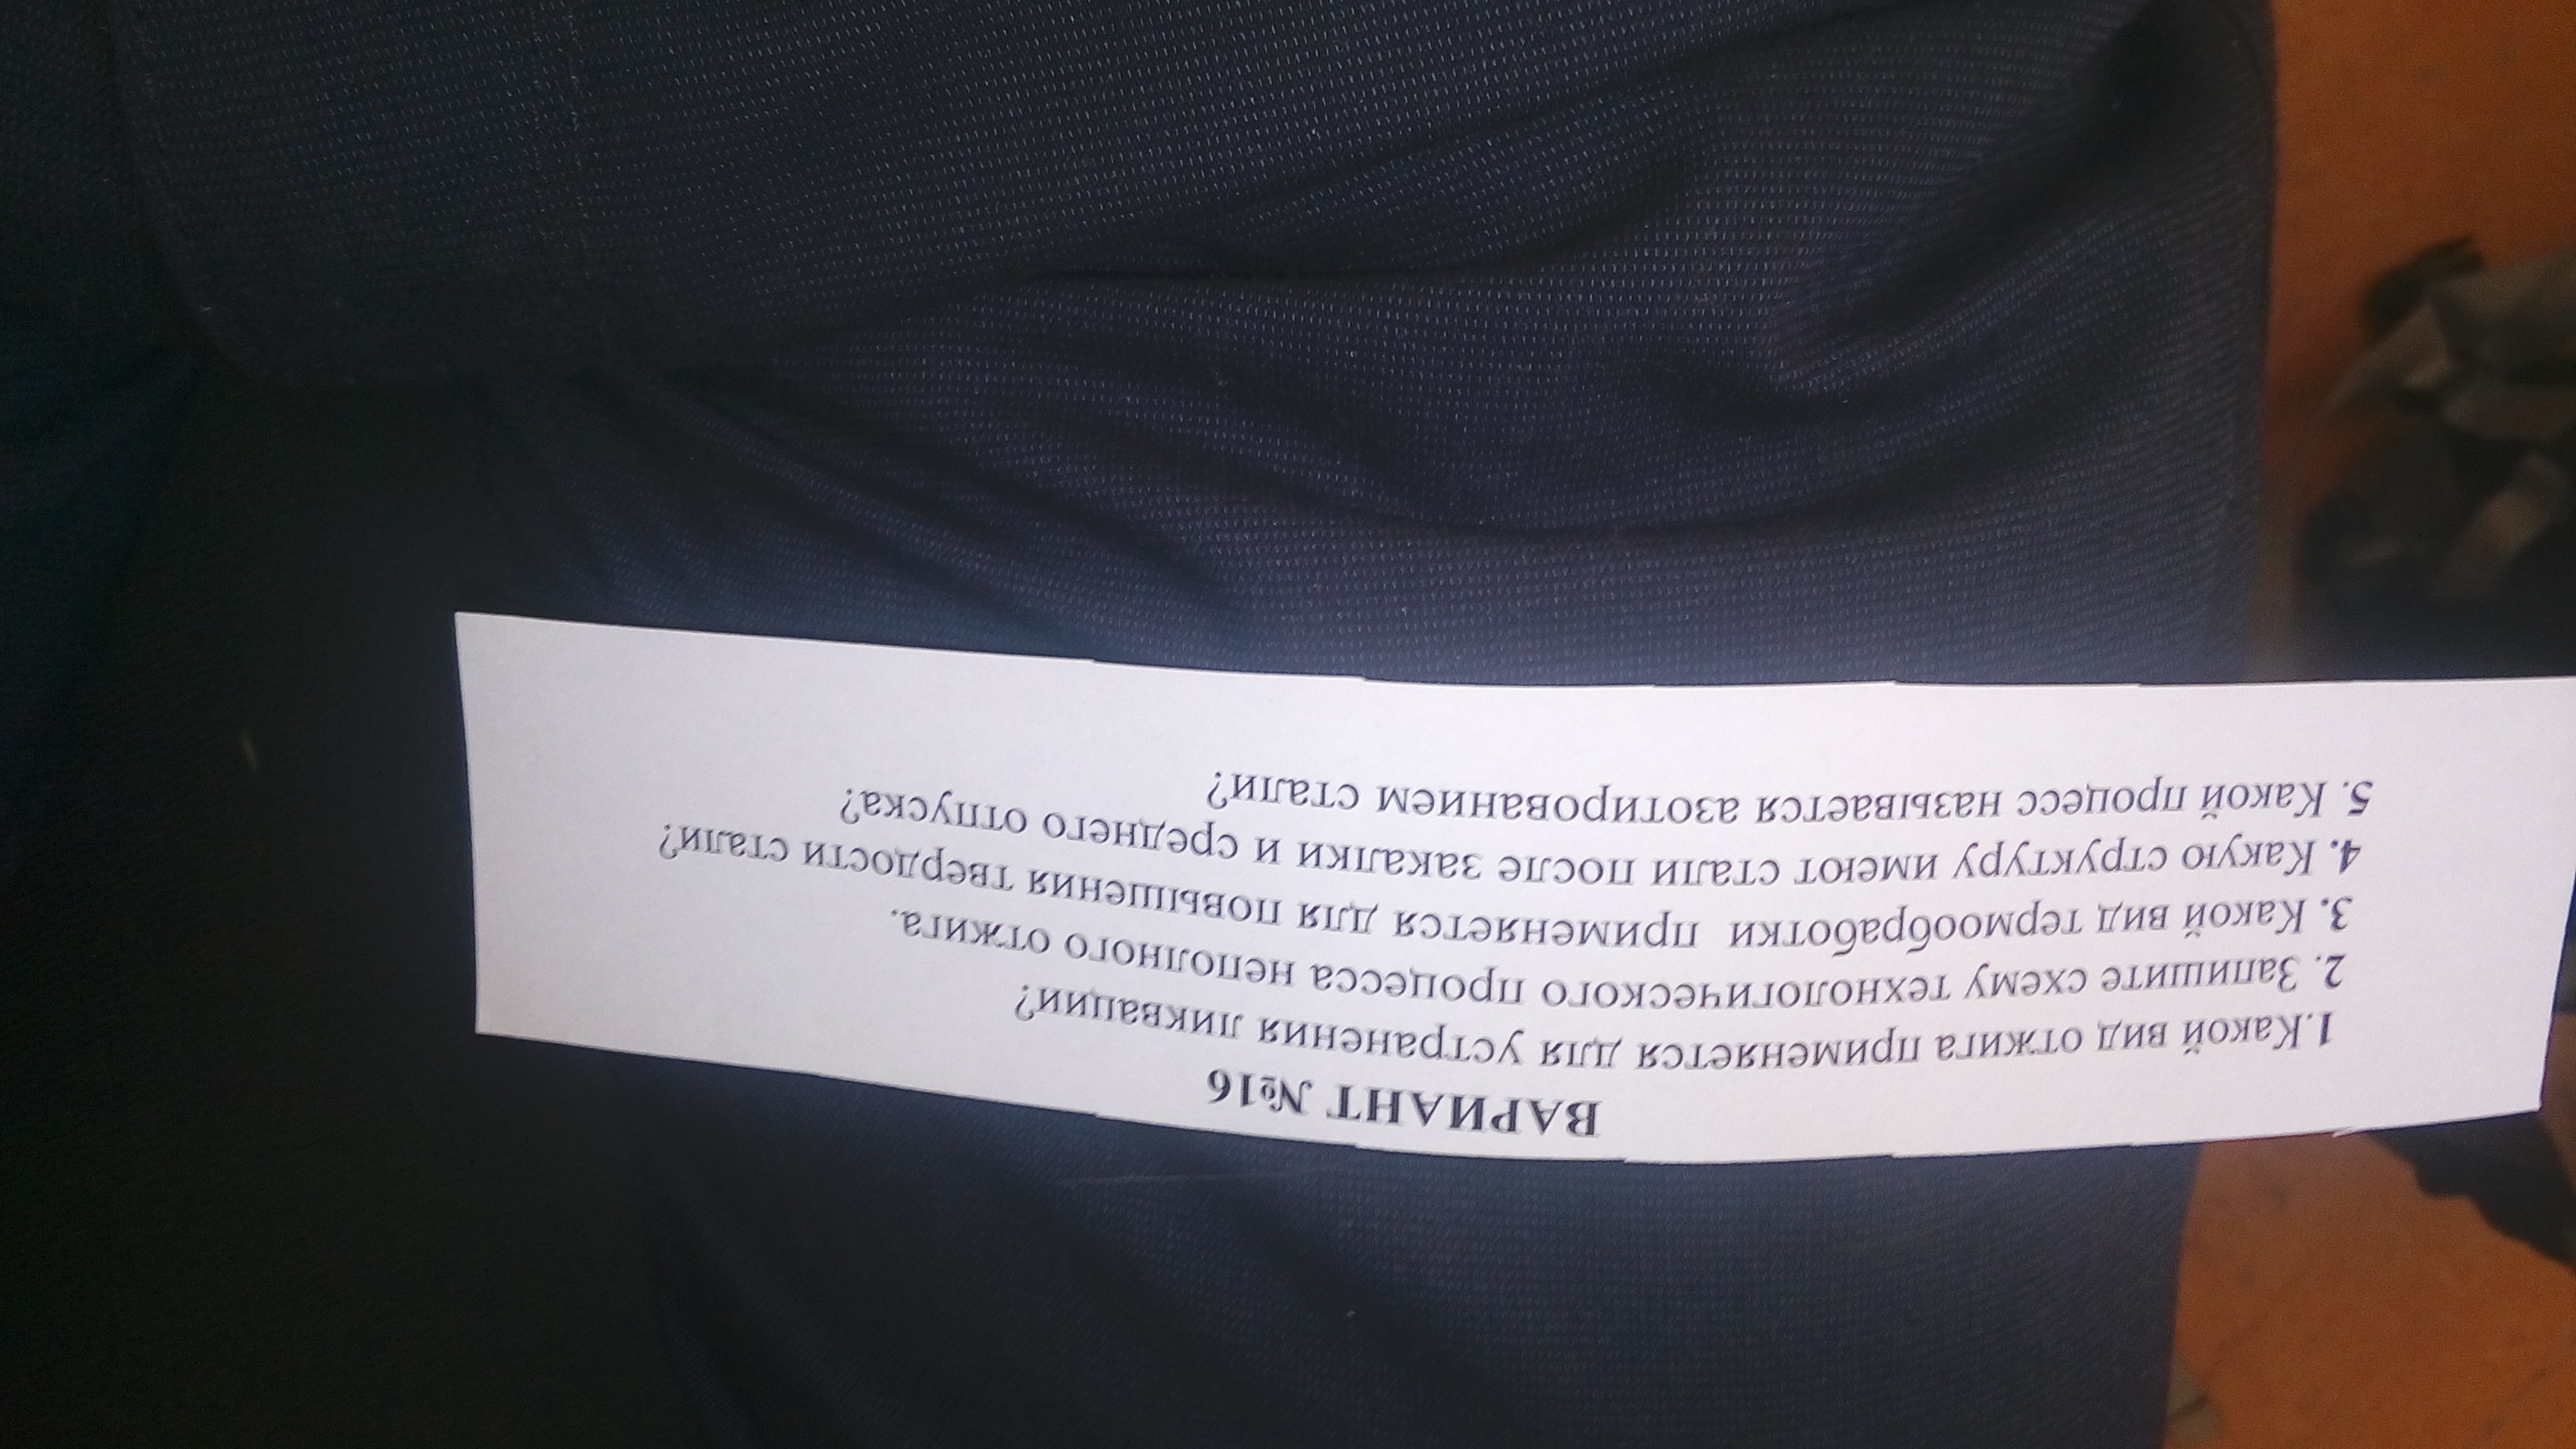 ВАРИАНТ №16
1.Какой вид отжига применяется для устранения ликвации?
2. Запишите схему технологического процесса неполного отжига.
3. Какой вид термообработки применяется для повышения твердости стали?
4. Какую структуру имеют стали после закалки и среднего отпуска?
5. Какой процесс называется азотированием стали?